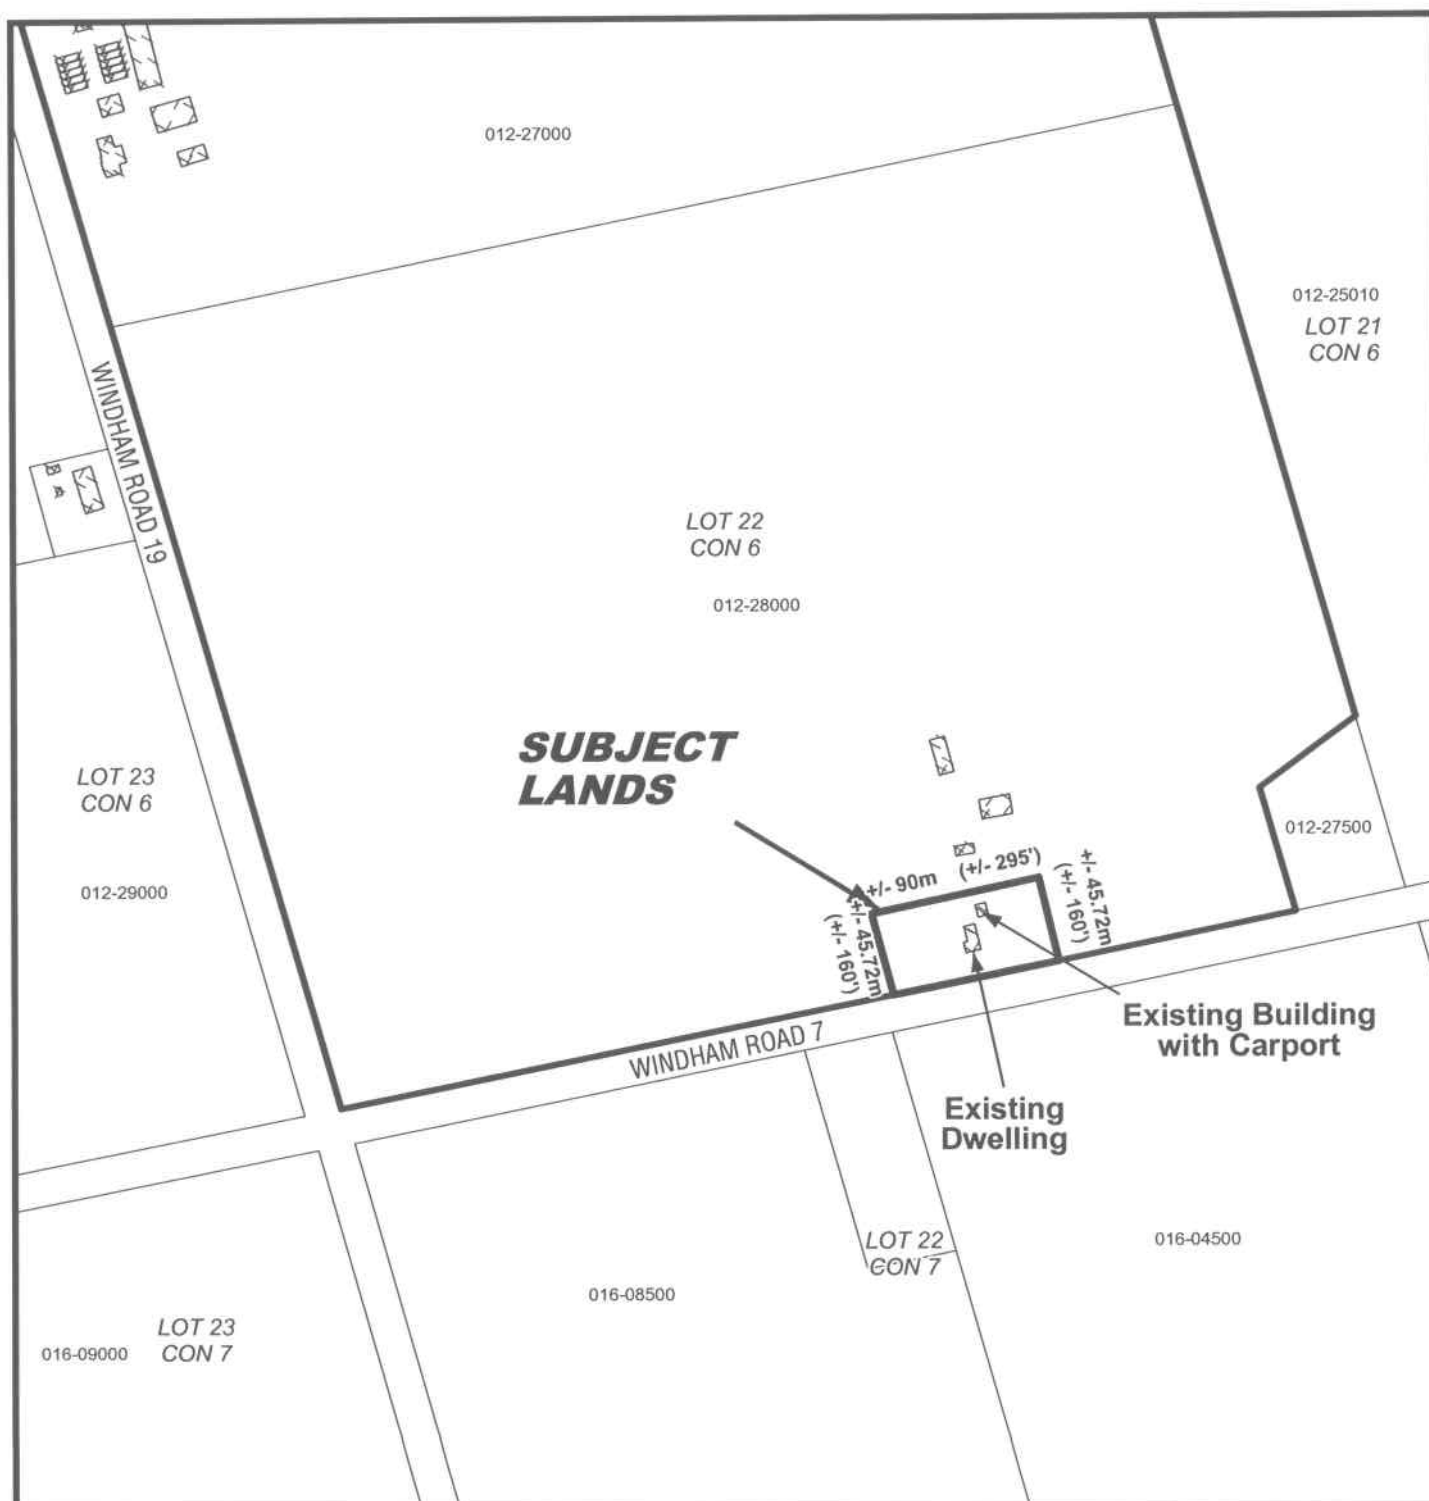 012-27000
012-25010
LOT 21
CON 6
WINDHAM ROAD 19
LOT 22
CON 6
012-28000
SUBJECT
LANDS
LOT 23
CON 6
012-29000
012-27500
+/- 90m (+/- 295')
+/- 45.72m
(+/- 160')
+/- 45.72m
(+/- 160')
Existing Building
with Carport
WINDHAM ROAD 7
Existing
Dwelling
LOT 22
CON 7
016-04500
016-08500
LOT 23
CON 7
016-09000